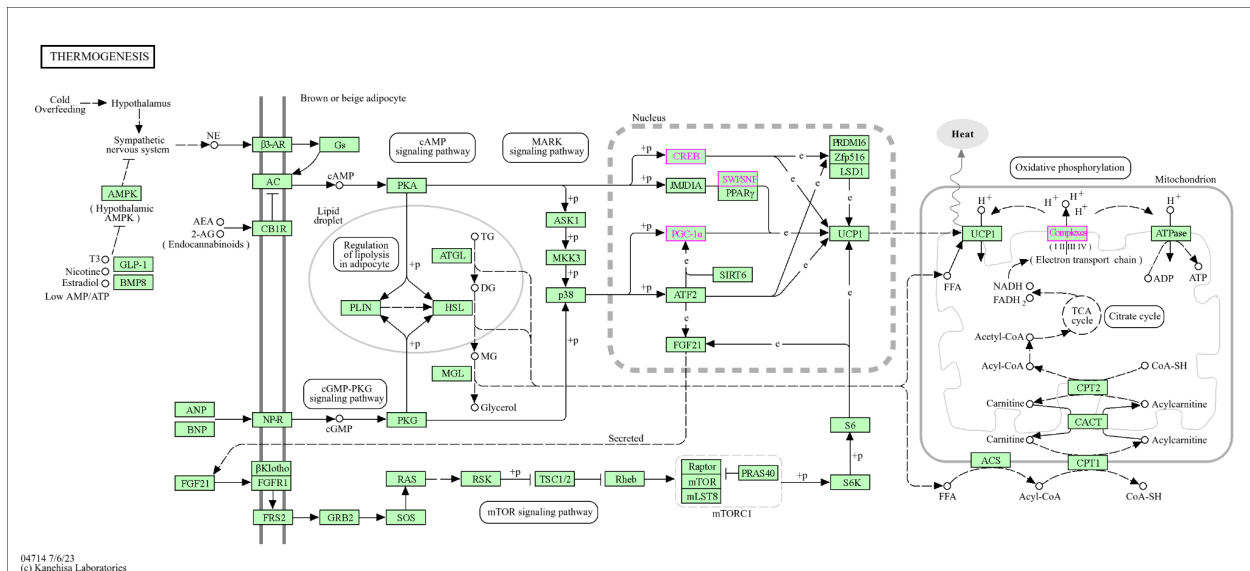 THERMOGENESIS
Cold
Overfeeding
Hypothalamus
Sympathetic
nervous system
NE
AMPK
( Hypothalamic
AMPK )
AEA
2-AG
( Endocannabinoids )
T3
Nicotine
Estradiol
Low AMP/ATP
GLP-1
BMP8
Brown or beige adipocyte
β3-AR
Gs
AC
cAMP
CB1R
cAMP
signaling pathway
MARK
signaling pathway
PKA
Lipid
droplet
Regulation
of lipolysis
in adipocyte
TG
ATGL
DG
PLIN
HSL
+p
+p
+p
MG
MGL
Glycerol
cGMP-PKG
signaling pathway
ANP
BNP
NP-R
cGMP
PKG
+p
ASK1
+p
MKK3
+p
p38
+p
Nucleus
+p
CREB
JMJD1A
SWI/SNF
PPARγ
+p
PGC-1α
e
SIRT6
+p
ATF2
e
FGF21
e
e
e
e
e
e
e
e
PRDM16
Zfp516
LSD1
e
UCP1
e
Secreted
FGF21
βKlotho
FGFR1
FRS2
GRB2
SOS
RAS
RSK
+p
TSC1/2
Rheb
mTOR signaling pathway
Raptor
mTOR
mLST8
PRAS40
mTORC1
+p
S6K
+p
S6
Heat
Oxidative phosphorylation
Mitochondrion
H+
H+
H+
H+
UCP1
Complexes
( I II III IV )
( Electron transport chain )
ATPase
ADP
ATP
FFA
NADH
FADH2
TCA
cycle
Citrate cycle
Acetyl-CoA
Acyl-CoA
CoA-SH
CPT2
Carnitine
Acylcarnitine
CACT
Carnitine
Acylcarnitine
ACS
CPT1
FFA
Acyl-CoA
CoA-SH
04714 7/6/23
(c) Kanehisa Laboratories